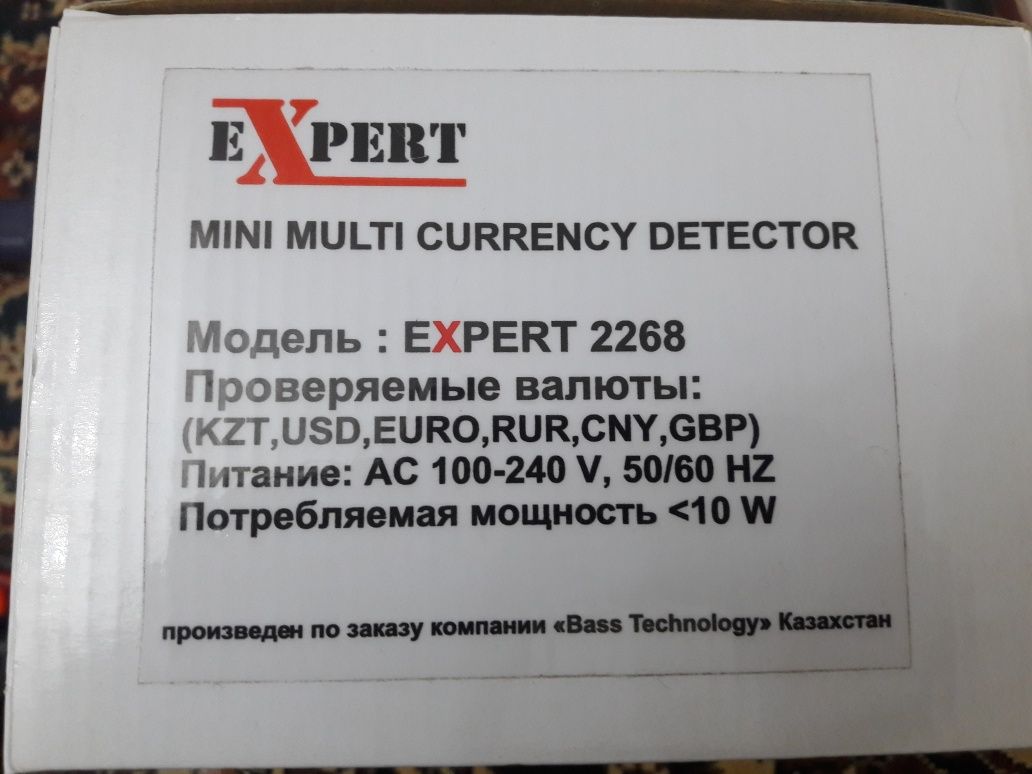 EXPERT
MINI MULTI CURRENCY DETECTOR
Модель : EXPERT 2268
Проверяемые валюты:
(KZT,USD,EURO,RUR,CNY,GBP)
Питание: AC 100-240 V, 50/60 HZ
Потребляемая мощность <10 W
произведен по заказу компании «Bass Technology» Казахстан